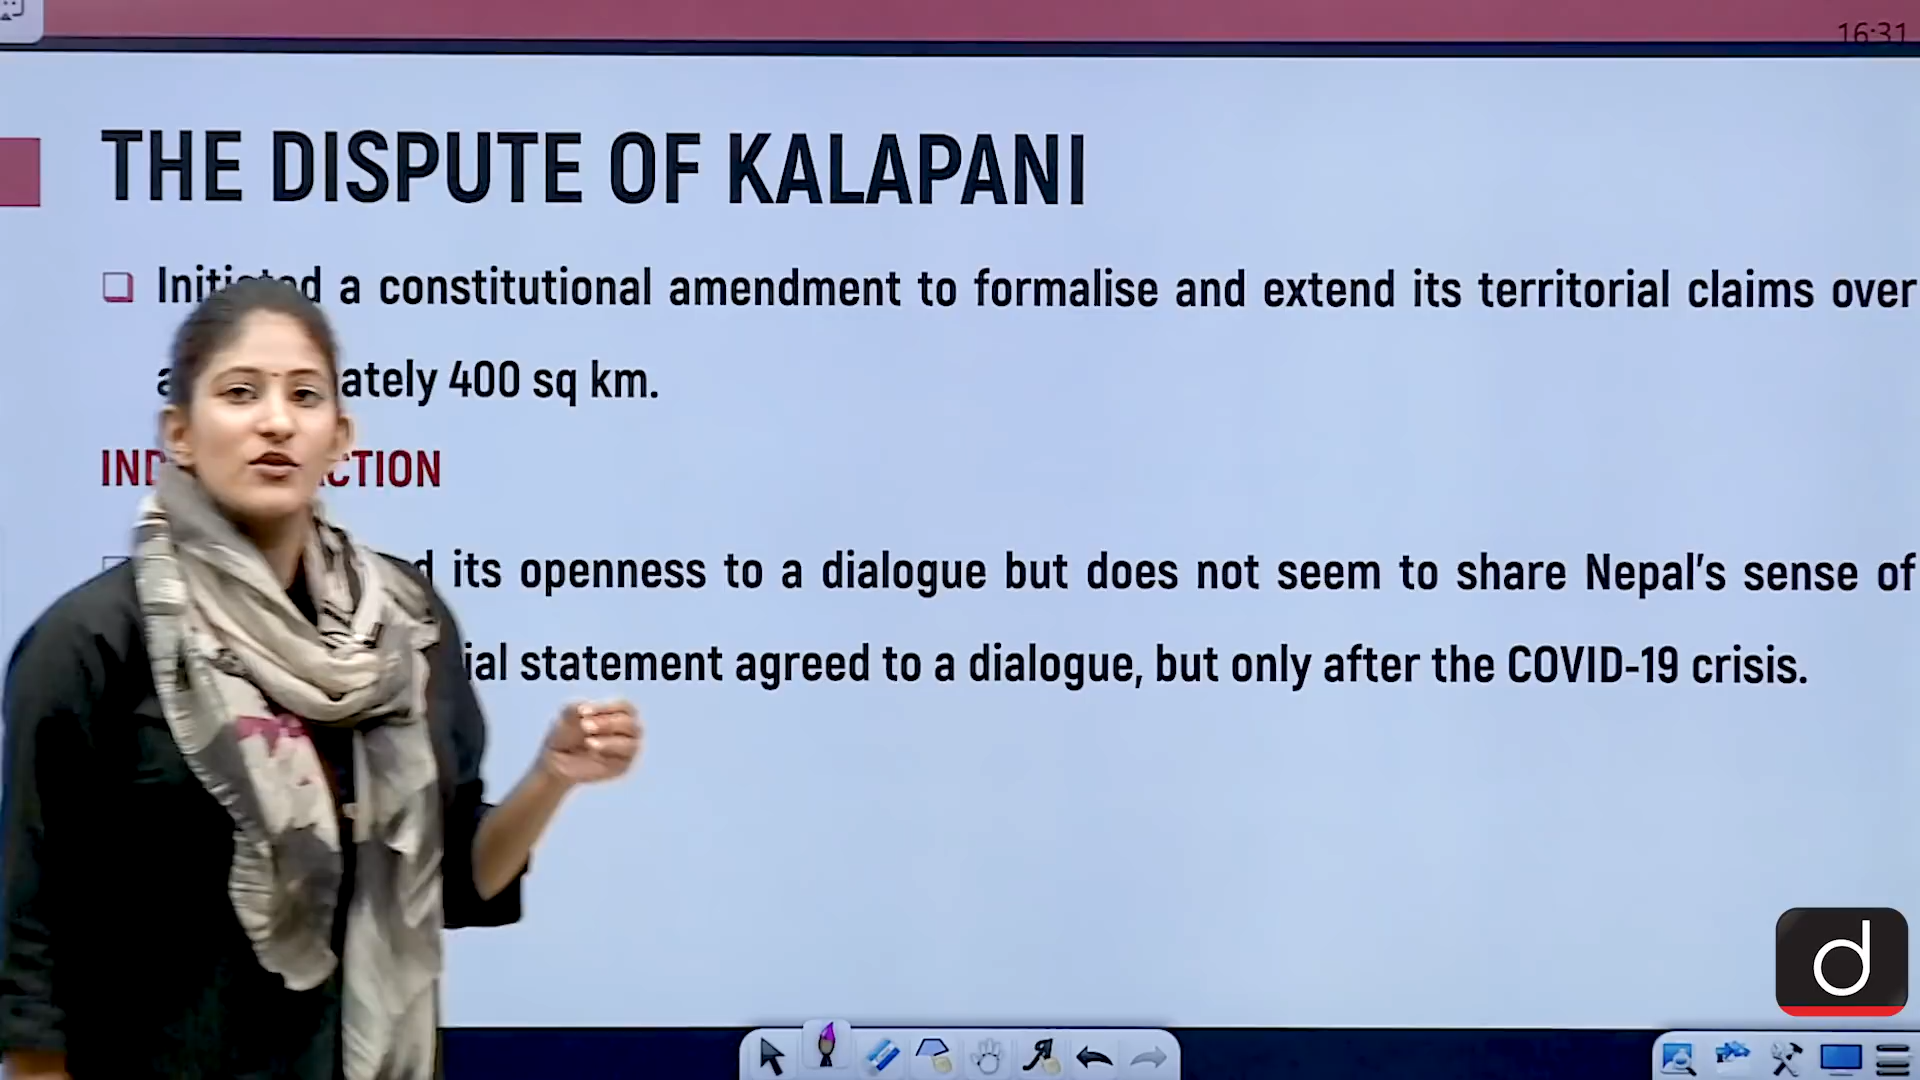 16:31
THE DISPUTE OF KALAPANI
Initiated a constitutional amendment to formalise and extend its territorial claims over
ately 400 sq km.
IND CTION
d its openness to a dialogue but does not seem to share Nepal's sense of
ial statement agreed to a dialogue, but only after the COVID-19 crisis.
d